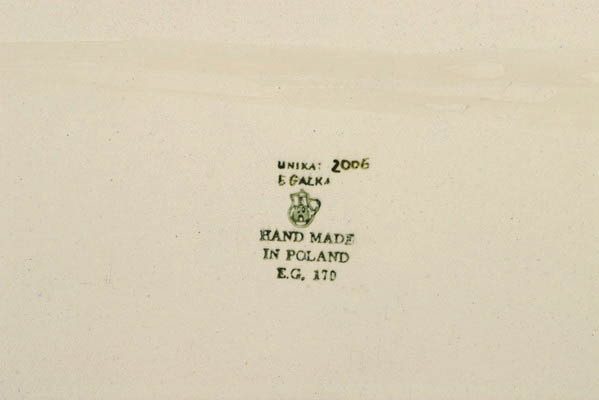 UNIKAT 2006
E GAŁKA
HAND MADE
IN POLAND
E.G. 170